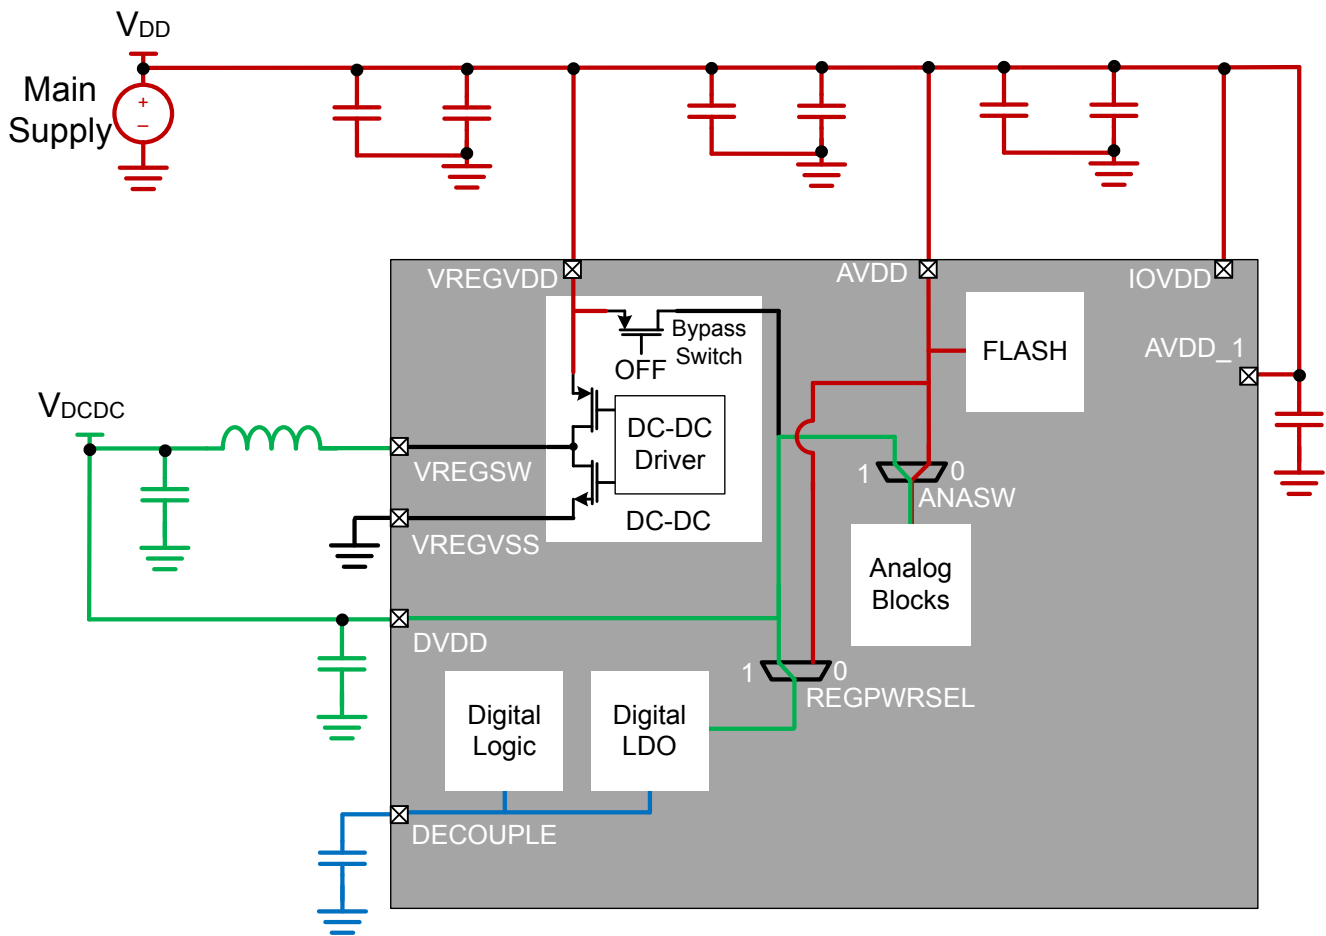 VDD
Main
Supply
+
–
VREGVDD
AVDD
IOVDD
Bypass
Switch
OFF
FLASH
AVDD_1
VDCDC
DC-DC
Driver
VREGSW
1
0
ANASW
DC-DC
VREGVSS
Analog
Blocks
DVDD
1
0
REGPWRSEL
Digital
Logic
Digital
LDO
DECOUPLE